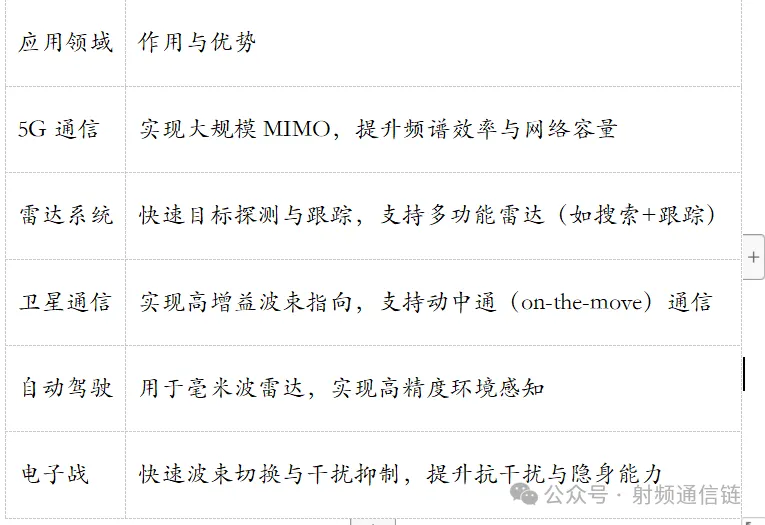 应用领域 作用与优势
5G 通信 实现大规模 MIMO，提升频谱效率与网络容量
雷达系统 快速目标探测与跟踪，支持多功能雷达（如搜索+跟踪）
卫星通信 实现高增益波束指向，支持动中通（on-the-move）通信
自动驾驶 用于毫米波雷达，实现高精度环境感知
电子战 快速波束切换与干扰抑制，提升抗干扰与隐身能力
公众号 · 射频通信链